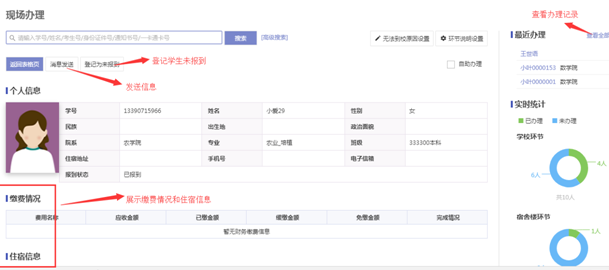 现场办理
查看办理记录
请输入学号/姓名/考生号/身份证件号/通知书号/一卡通卡号
搜索
[高级搜索]
无法到校原因设置
环节说明设置
返回表格页
消息发送
登记为未报到
登记学生未报到
自助办理
发送信息
个人信息
学号 13390715966 姓名 小戴29 性别 女
民族 出生地 政治面貌
院系 农学院 专业 农业_培植 班级 333300本科
住宿地址 手机号 电子信箱
报到状态 已报到
缴费情况
展示缴费情况和住宿信息
费用名称 应收金额 已缴金额 缓缴金额 免缴金额 完成情况
暂无财务缴费信息
住宿信息
最近办理
查看全部
王世香
小叶0000153 数学院
小叶0000001 数学院
实时统计
已办理 未办理
学校环节
4人
6人
共10人
宿舍楼环节
1人